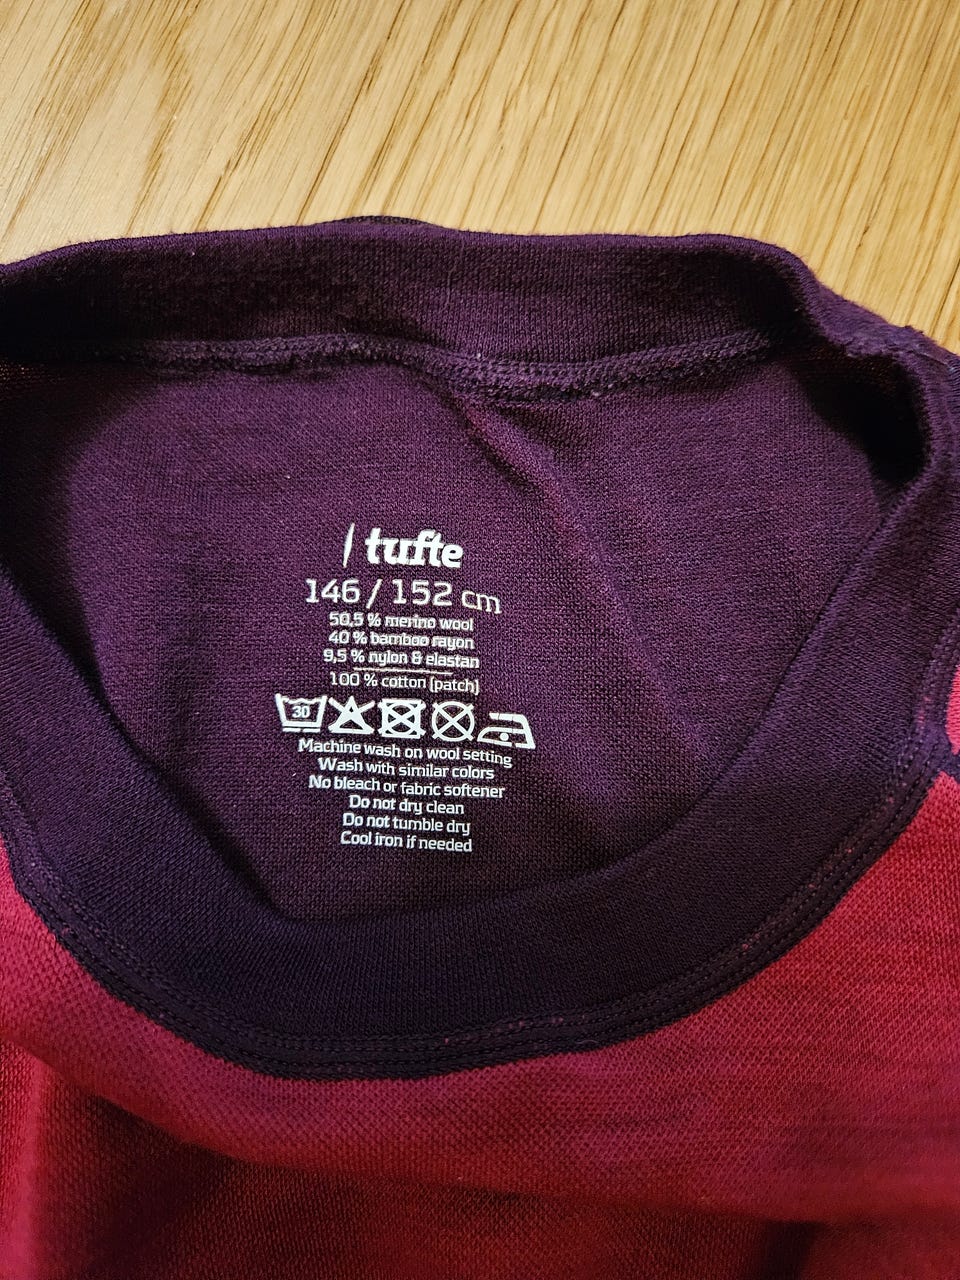 tufte
146 / 152 cm
50,5 % merino wool
40 % bamboo rayon
9,5 % nylon & elastan
100 % cotton (patch)
30
Machine wash on wool setting
Wash with similar colors
No bleach or fabric softener
Do not dry clean
Do not tumble dry
Cool iron if needed